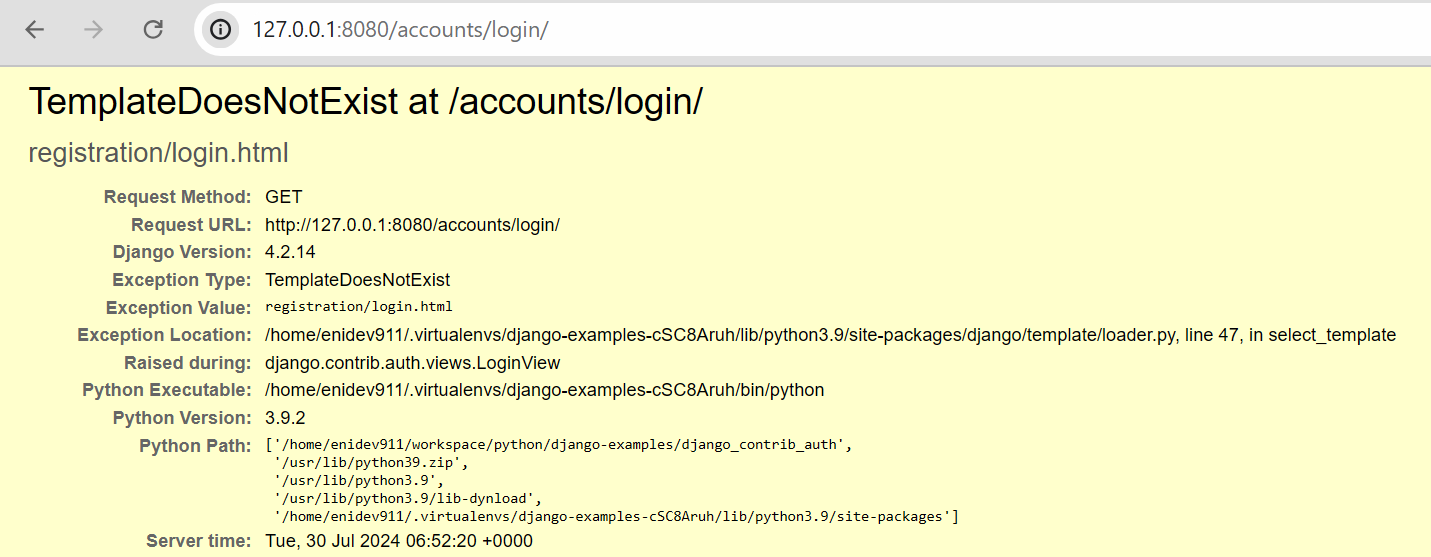 127.0.0.1:8080/accounts/login/
TemplateDoesNotExist at /accounts/login/
registration/login.html
Request Method: GET
Request URL: http://127.0.0.1:8080/accounts/login/
Django Version: 4.2.14
Exception Type: TemplateDoesNotExist
Exception Value: registration/login.html
Exception Location: /home/enidev911/.virtualenvs/django-examples-cSC8Aruh/lib/python3.9/site-packages/django/template/loader.py, line 47, in select_template
Raised during: django.contrib.auth.views.LoginView
Python Executable: /home/enidev911/.virtualenvs/django-examples-cSC8Aruh/bin/python
Python Version: 3.9.2
Python Path: ['/home/enidev911/workspace/python/django-examples/django_contrib_auth',
'/usr/lib/python39.zip',
'/usr/lib/python3.9',
'/usr/lib/python3.9/lib-dynload',
'/home/enidev911/.virtualenvs/django-examples-cSC8Aruh/lib/python3.9/site-packages']
Server time: Tue, 30 Jul 2024 06:52:20 +0000